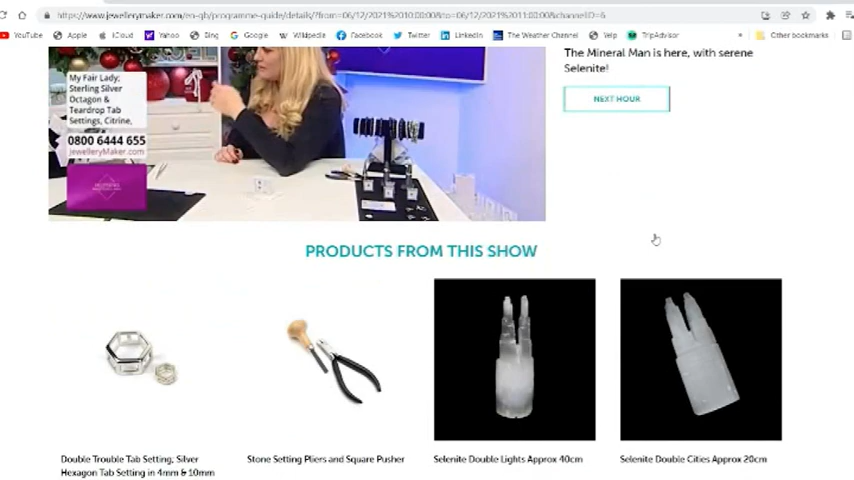 https://www.jewellerymaker.com/en-gb/programme-guide/details/?from=06/12/2021%2010:00:00&to=06/12/2021%2011:00:00&channelID=6
YouTube Apple iCloud Yahoo Bing Google Wikipedia Facebook Twitter LinkedIn The Weather Channel Yelp TripAdvisor » Other bookmarks
The Mineral Man is here, with serene
Selenite!
NEXT HOUR
My Fair Lady;
Sterling Silver
Octagon &
Teardrop Tab
Settings, Citrine,
0800 6444 655
JewelleryMaker.com
PRODUCTS FROM THIS SHOW
Double Trouble Tab Setting, Silver
Hexagon Tab Setting in 4mm & 10mm
Stone Setting Pliers and Square Pusher
Selenite Double Lights Approx 40cm
Selenite Double Cities Approx 20cm